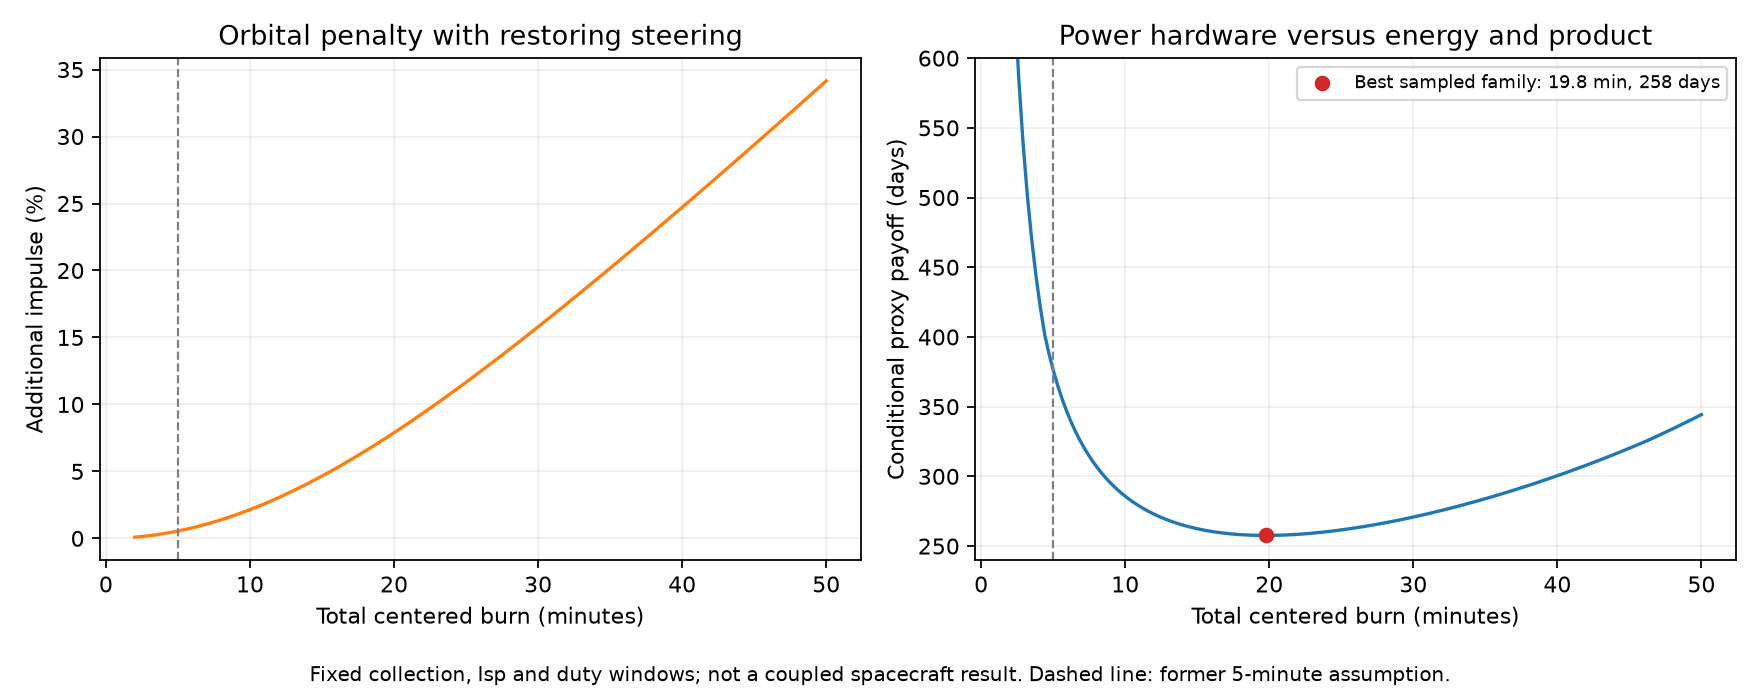 Orbital penalty with restoring steering
Additional impulse (%)
35
30
25
20
15
10
5
0
0 10 20 30 40 50
Total centered burn (minutes)
Power hardware versus energy and product
Conditional proxy payoff (days)
600
550
500
450
400
350
300
250
Best sampled family: 19.8 min, 258 days
0 10 20 30 40 50
Total centered burn (minutes)
Fixed collection, Isp and duty windows; not a coupled spacecraft result. Dashed line: former 5-minute assumption.